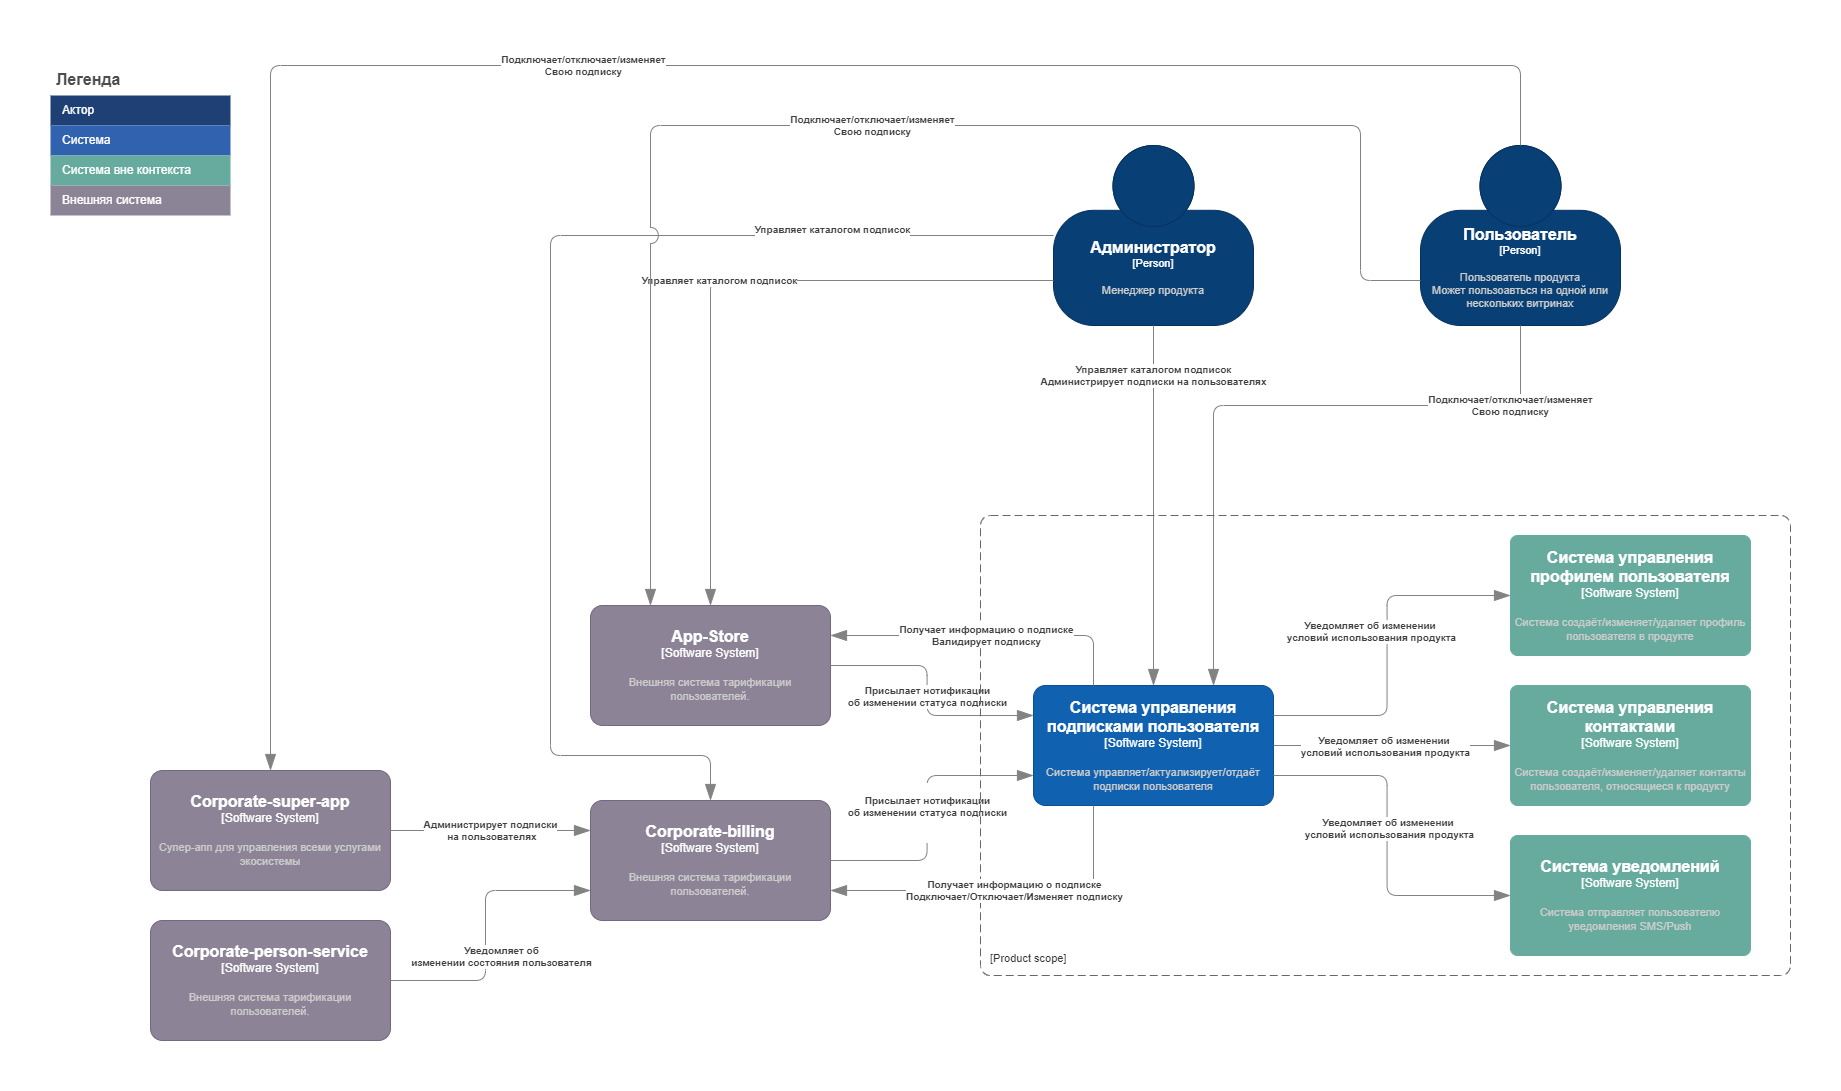 Подключает/отключает/изменяет
Свою подписку
Легенда
Актор
Система
Система вне контекста
Внешняя система
Подключает/отключает/изменяет
Свою подписку
Управляет каталогом подписок
Управляет каталогом подписок
Администратор
[Person]
Менеджер продукта
Пользователь
[Person]
Пользователь продукта
Может пользоавться на одной или
нескольких витринах
Управляет каталогом подписок
Администрирует подписки на пользователях
Подключает/отключает/изменяет
Свою подписку
App-Store
[Software System]
Внешняя система тарификации
пользователей.
Получает информацию о подписке
Валидирует подписку
Присылает нотификации
об изменении статуса подписки
Система управления
подписками пользователя
[Software System]
Система управляет/актуализирует/отдаёт
подписки пользователя
Уведомляет об изменении
условий использования продукта
Система управления
профилем пользователя
[Software System]
Система создаёт/изменяет/удаляет профиль
пользователя в продукте
Уведомляет об изменении
условий использования продукта
Система управления
контактами
[Software System]
Система создаёт/изменяет/удаляет контакты
пользователя, относящиеся к продукту
Corporate-super-app
[Software System]
Супер-апп для управления всеми услугами
экосистемы
Администрирует подписки
на пользователях
Corporate-billing
[Software System]
Внешняя система тарификации
пользователей.
Присылает нотификации
об изменении статуса подписки
Получает информацию о подписке
Подключает/Отключает/Изменяет подписку
Уведомляет об изменении
условий использования продукта
Система уведомлений
[Software System]
Система отправляет пользователю
уведомления SMS/Push
Corporate-person-service
[Software System]
Внешняя система тарификации
пользователей.
Уведомляет об
изменении состояния пользователя
[Product scope]